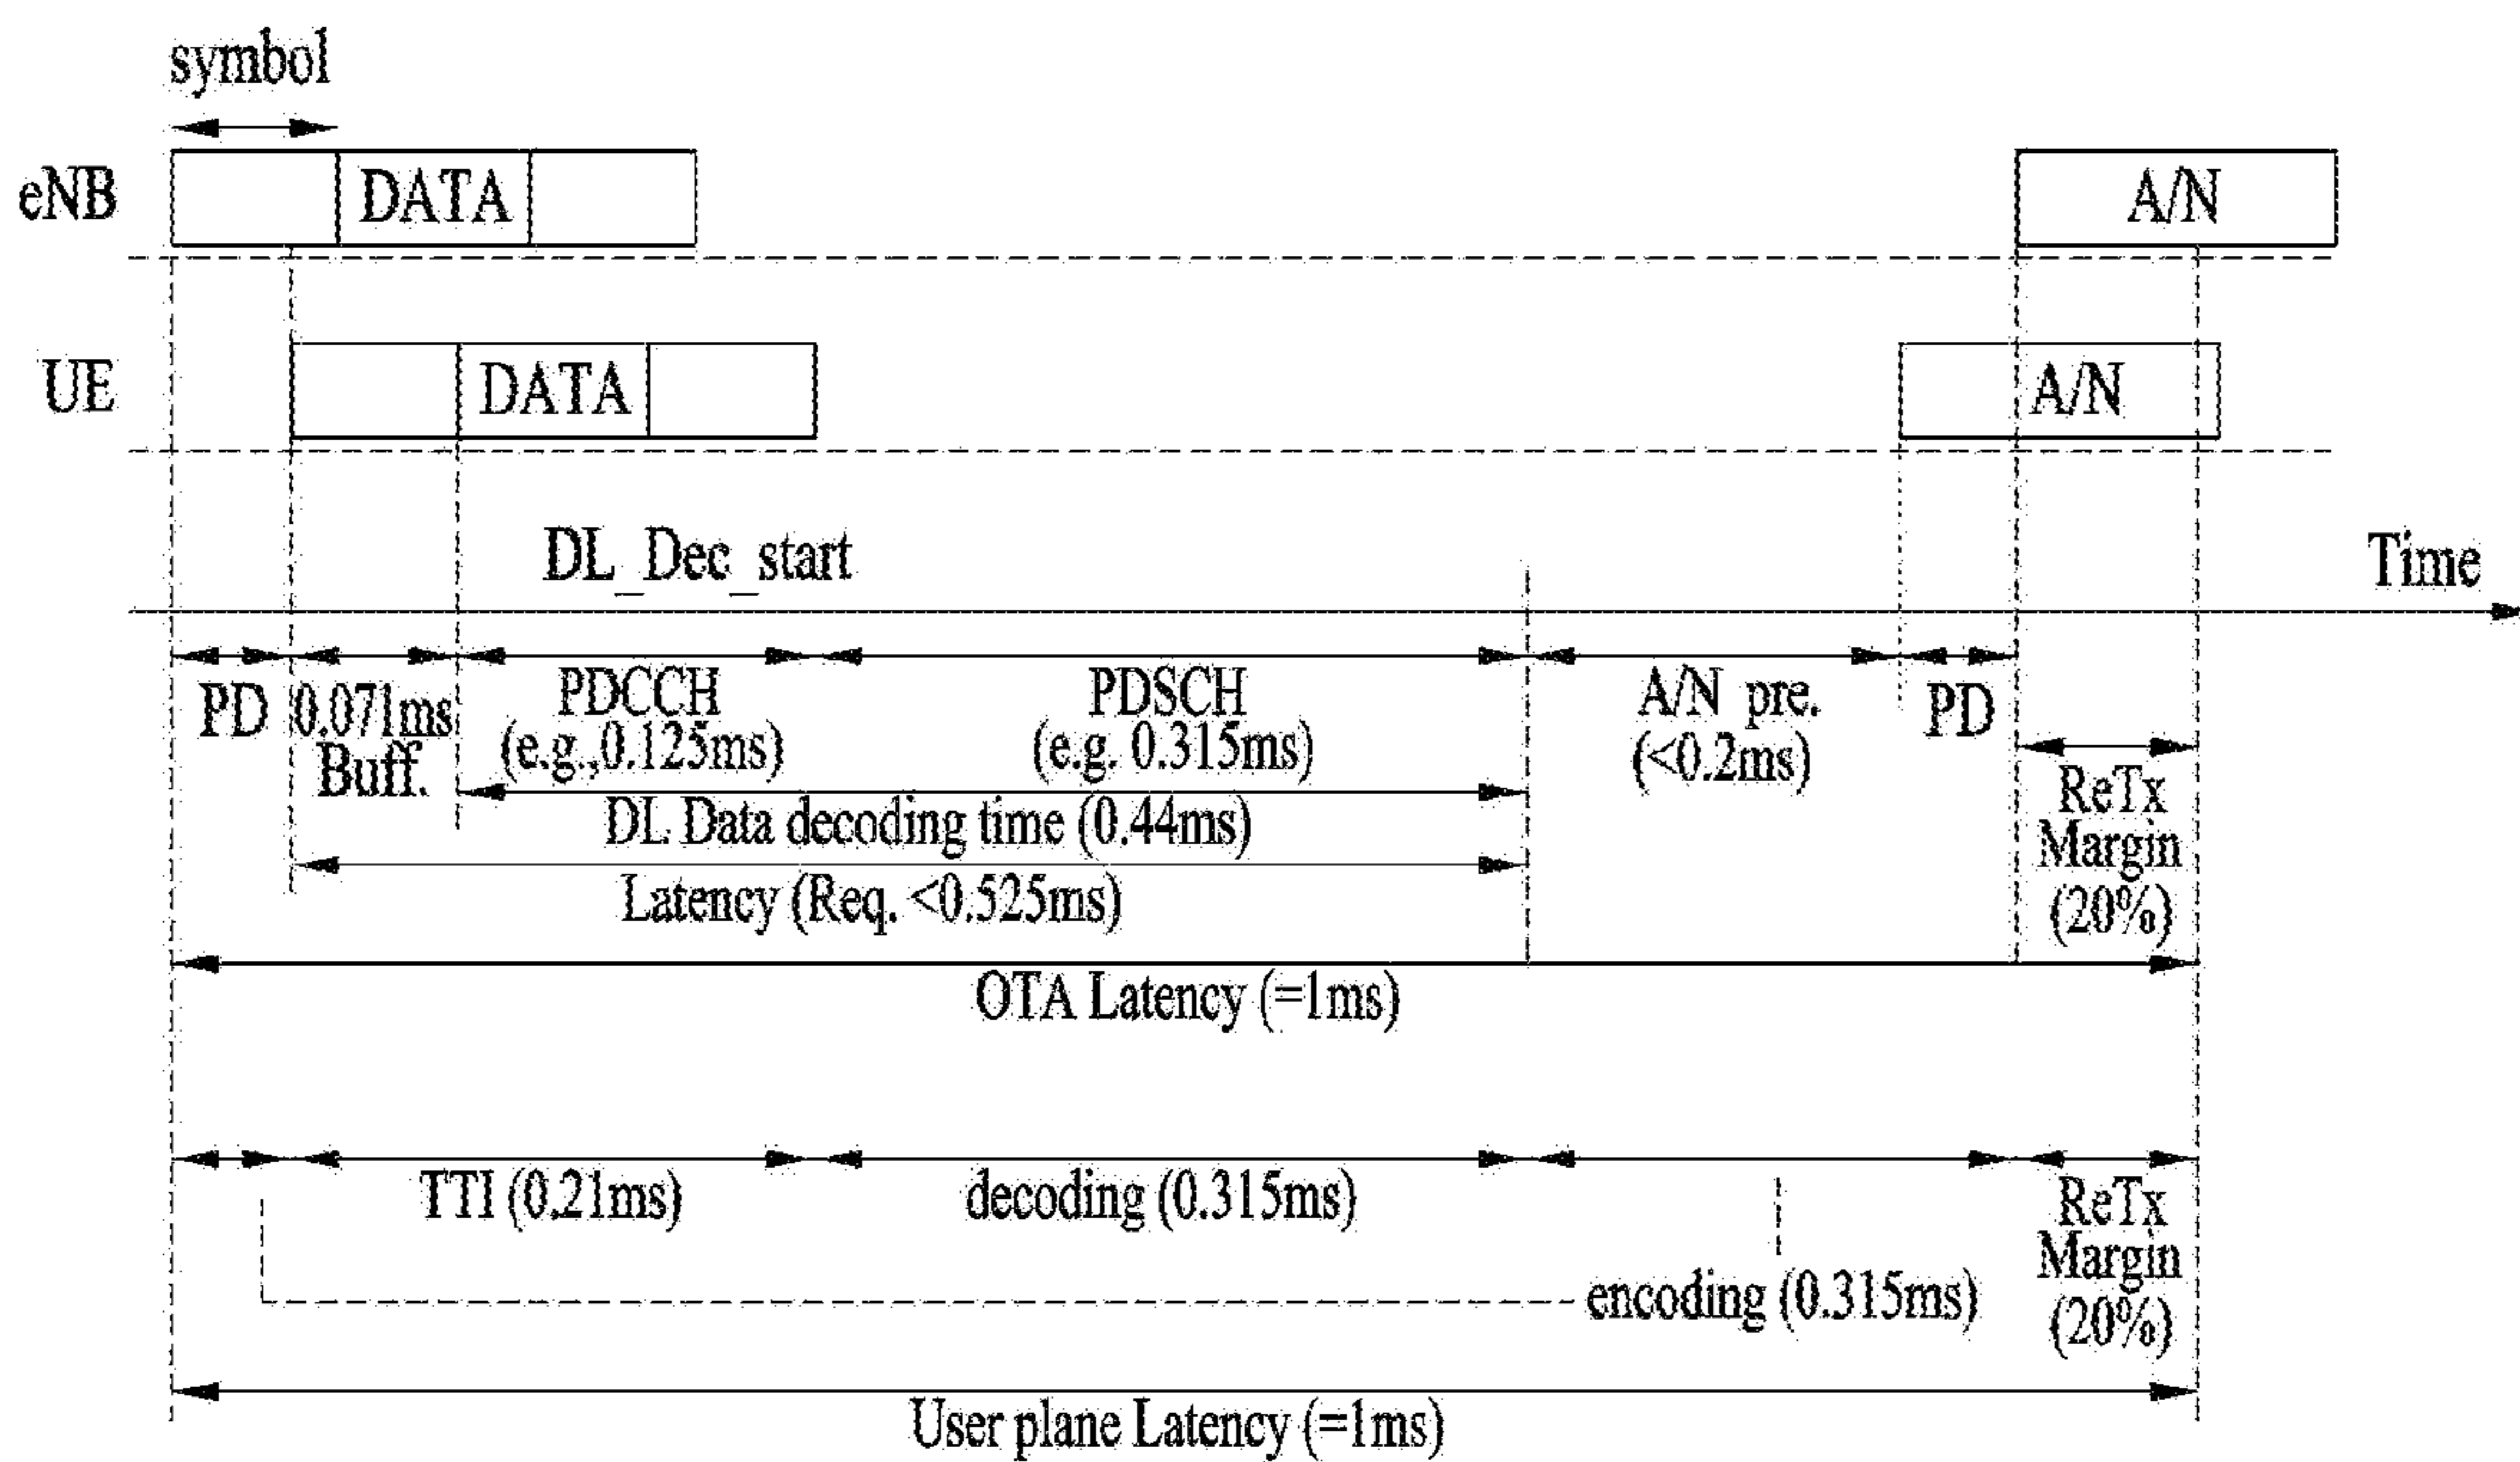 symbol
eNB
DATA
A/N
UE
DATA
A/N
DL_Dec_start
Time
PD
0.071ms
Buff.
PDCCH
(e.g.,0.125ms)
PDSCH
(e.g. 0.315ms)
A/N pre.
(<0.2ms)
PD
ReTx
Margin
(20%)
DL Data decoding time (0.44ms)
Latency (Req. <0.525ms)
OTA Latency (=1ms)
TTI (0.21ms)
decoding (0.315ms)
ReTx
Margin
(20%)
encoding (0.315ms)
User plane Latency (=1ms)